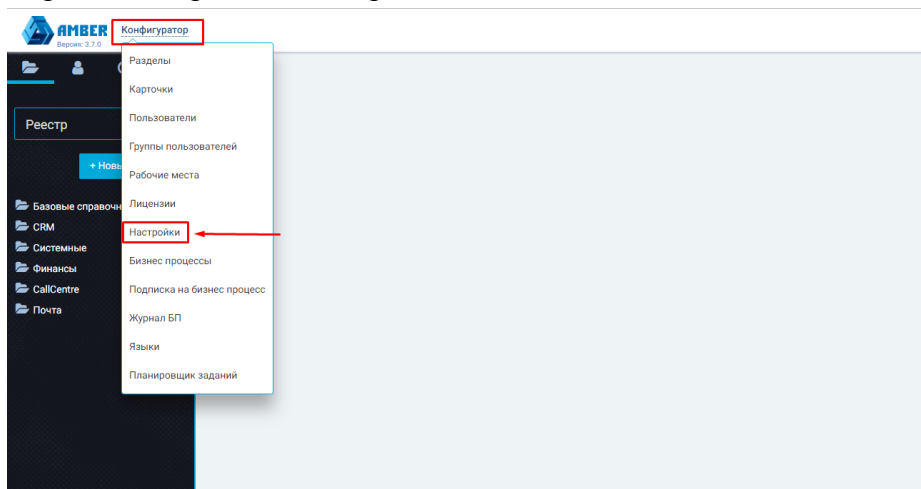 AMBER
Версия: 3.7.0
Конфигуратор
Разделы
Карточки
Пользователи
Группы пользователей
Рабочие места
Лицензии
Настройки
Бизнес процессы
Подписка на бизнес процесс
Журнал БП
Языки
Планировщик заданий
Реестр
+ Новы
Базовые справочн
CRM
Системные
Финансы
CallCentre
Почта